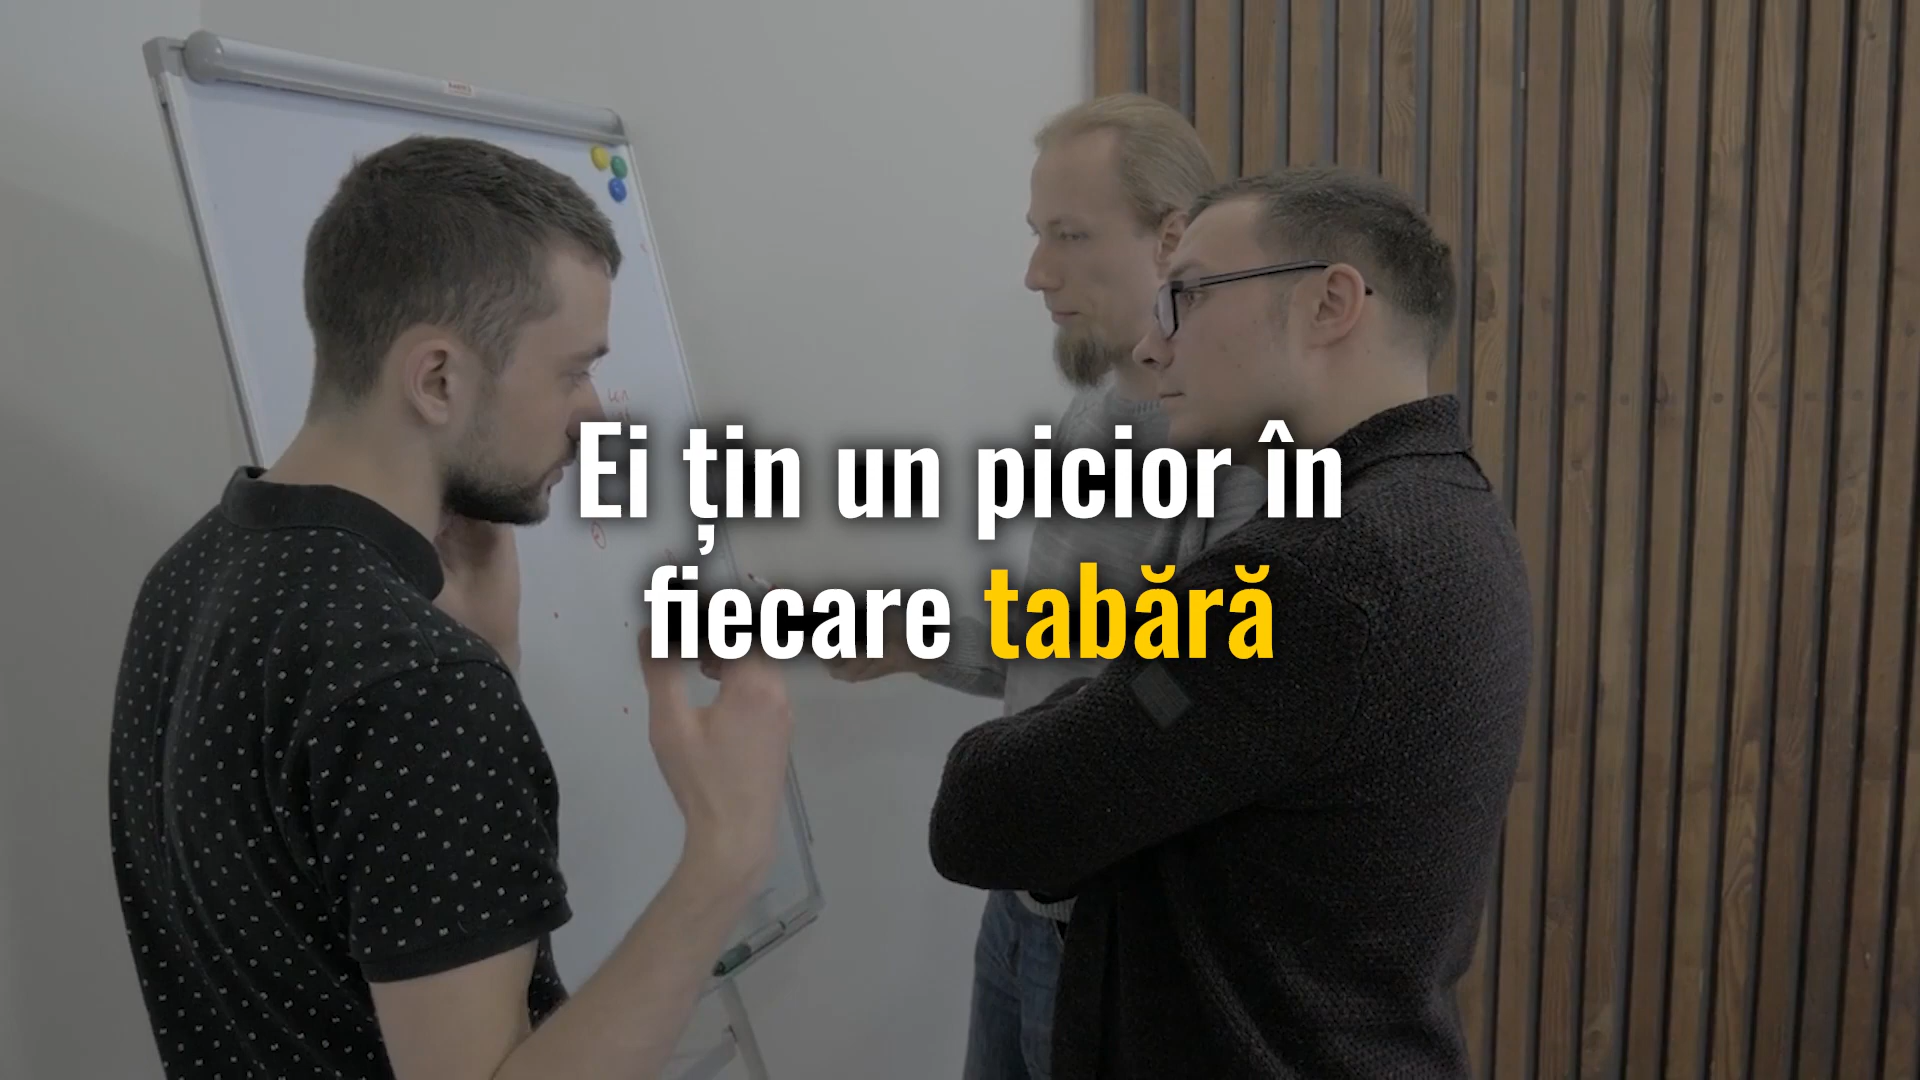 Ei țin un picior în
fiecare tabără